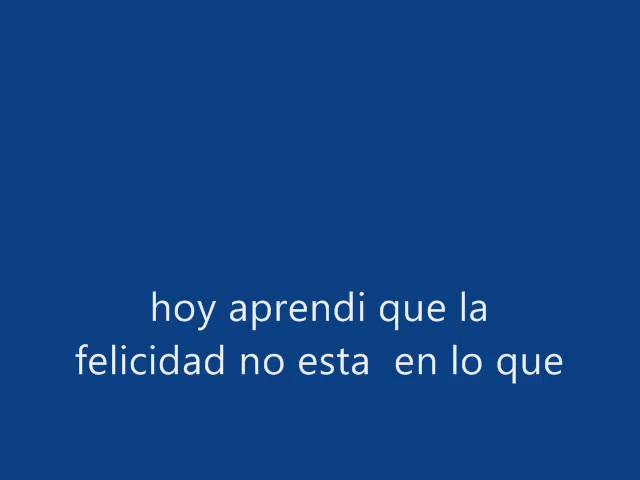 hoy aprendi que la
felicidad no esta  en lo que